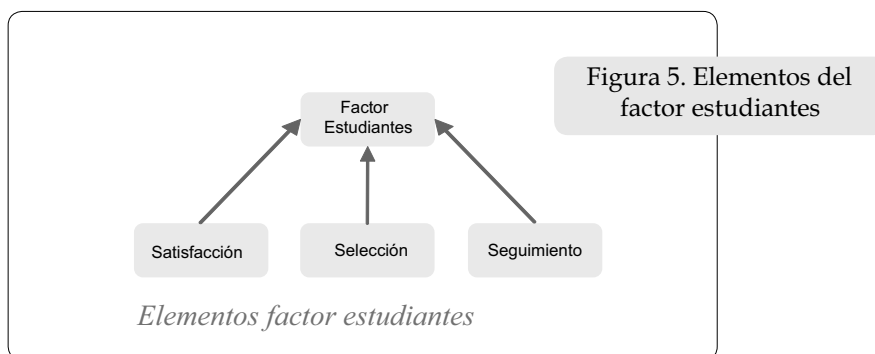 Figura 5. Elementos del
factor estudiantes
Factor
Estudiantes
Satisfacción
Selección
Seguimiento
Elementos factor estudiantes